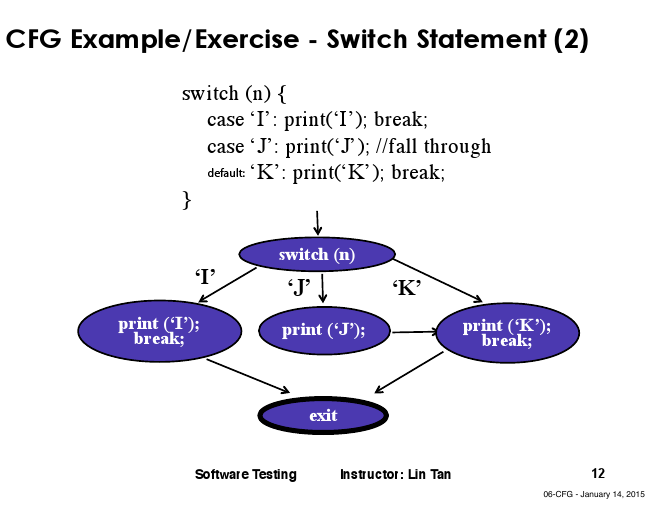 CFG Example/Exercise - Switch Statement (2)
switch (n) {
case ‘I’: print(‘I’); break;
case ‘J’: print(‘J’); //fall through
default: ‘K’: print(‘K’); break;
}
switch (n)
‘I’
‘J’
‘K’
print (‘I’);
break;
print (‘J’);
print (‘K’);
break;
exit
Software Testing Instructor: Lin Tan 12
06-CFG - January 14, 2015